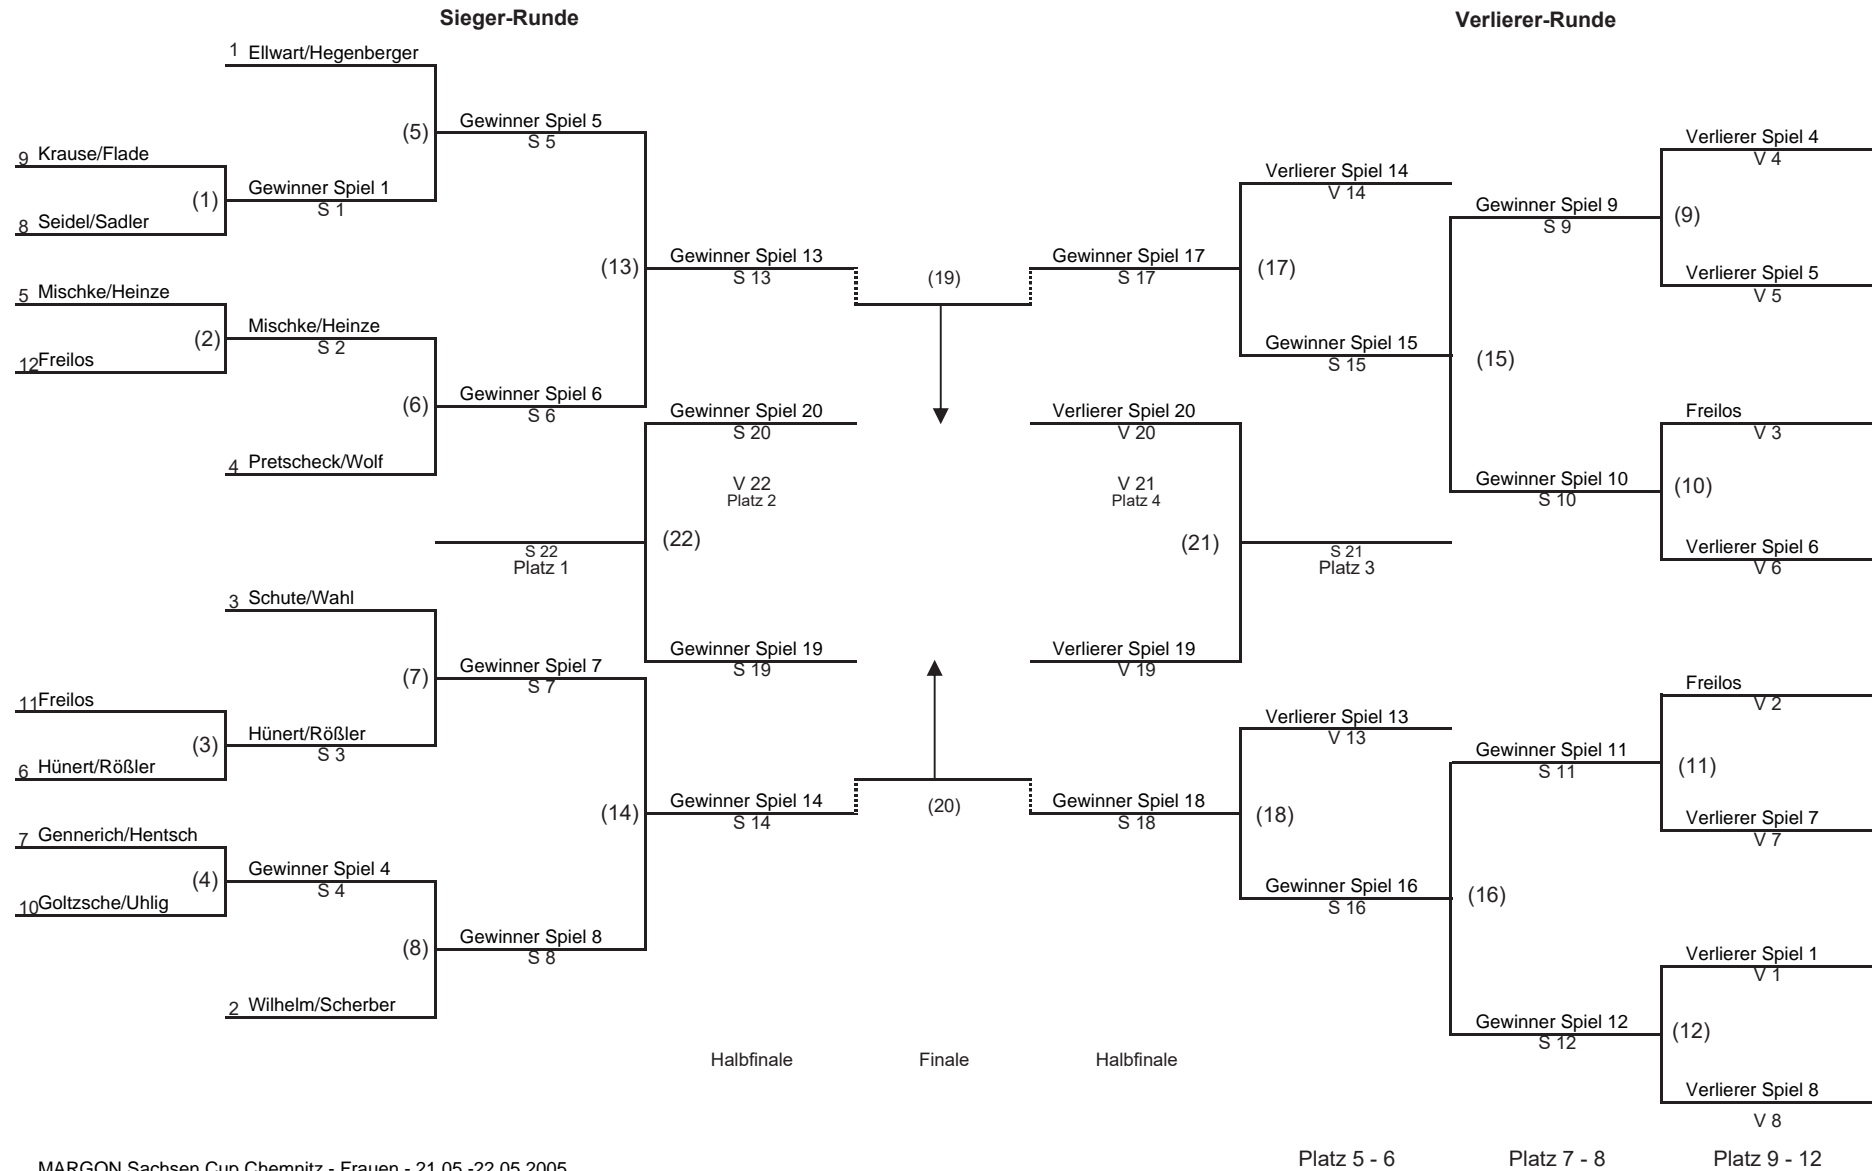 Sieger-Runde
Verlierer-Runde
1 Ellwart/Hegenberger
(5)
Gewinner Spiel 5
S 5
9 Krause/Flade
(1)
Gewinner Spiel 1
S 1
8 Seidel/Sadler
(13)
Gewinner Spiel 13
S 13
5 Mischke/Heinze
(2)
Mischke/Heinze
S 2
12 Freilos
(6)
Gewinner Spiel 6
S 6
4 Pretscheck/Wolf
Gewinner Spiel 20
S 20
V 22
Platz 2
(22)
S 22
Platz 1
3 Schute/Wahl
(7)
Gewinner Spiel 7
S 7
Gewinner Spiel 19
S 19
11 Freilos
(3)
Hünert/Rößler
S 3
6 Hünert/Rößler
(14)
Gewinner Spiel 14
S 14
7 Gennerich/Hentsch
(4)
Gewinner Spiel 4
S 4
10 Goltzsche/Uhlig
(8)
Gewinner Spiel 8
S 8
2 Wilhelm/Scherber
(19)
(20)
Gewinner Spiel 17
S 17
(17)
Verlierer Spiel 14
V 14
Gewinner Spiel 15
S 15
(15)
Gewinner Spiel 9
S 9
(9)
Verlierer Spiel 4
V 4
Verlierer Spiel 5
V 5
Verlierer Spiel 20
V 20
V 21
Platz 4
(21)
S 21
Platz 3
Gewinner Spiel 10
S 10
(10)
Freilos
V 3
Verlierer Spiel 6
V 6
Verlierer Spiel 19
V 19
Verlierer Spiel 13
V 13
Gewinner Spiel 18
S 18
(18)
Gewinner Spiel 16
S 16
(16)
Gewinner Spiel 11
S 11
(11)
Freilos
V 2
Verlierer Spiel 7
V 7
Gewinner Spiel 12
S 12
(12)
Verlierer Spiel 1
V 1
Verlierer Spiel 8
V 8
Halbfinale
Finale
Halbfinale
Platz 5 - 6
Platz 7 - 8
Platz 9 - 12
MARGON Sachsen Cup Chemnitz - Frauen - 21.05.-22.05.2005